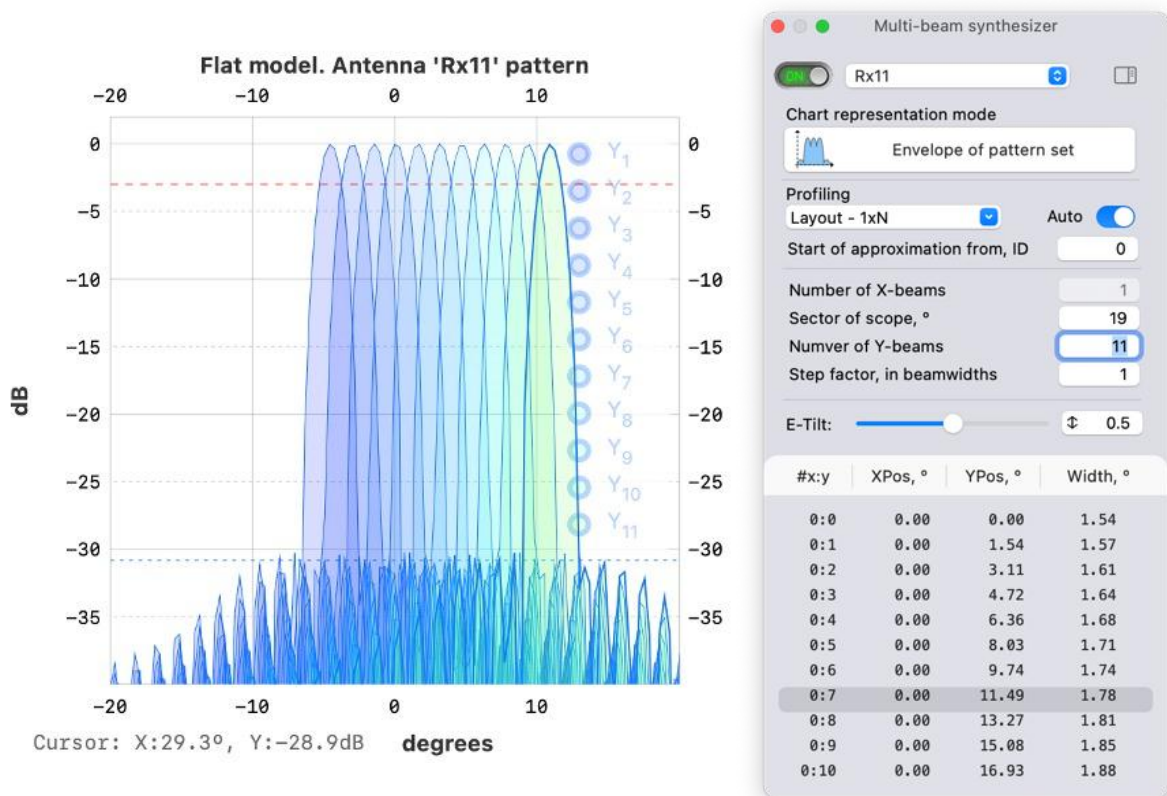 Flat model. Antenna 'Rx11' pattern
−20 −10 0 10
0 0
−5 −5
−10 −10
−15 −15
−20 −20
−25 −25
−30 −30
−35 −35
dB
Y1
Y2
Y3
Y4
Y5
Y6
Y7
Y8
Y9
Y10
Y11
−20 −10 0 10
Cursor: X:29.3º, Y:−28.9dB degrees
Multi-beam synthesizer
ON Rx11
Chart representation mode
Envelope of pattern set
Profiling
Layout - 1xN Auto
Start of approximation from, ID 0
Number of X-beams 1
Sector of scope, ° 19
Numver of Y-beams 11
Step factor, in beamwidths 1
E-Tilt: 0.5
#x:y XPos, ° YPos, ° Width, °
0:0 0.00 0.00 1.54
0:1 0.00 1.54 1.57
0:2 0.00 3.11 1.61
0:3 0.00 4.72 1.64
0:4 0.00 6.36 1.68
0:5 0.00 8.03 1.71
0:6 0.00 9.74 1.74
0:7 0.00 11.49 1.78
0:8 0.00 13.27 1.81
0:9 0.00 15.08 1.85
0:10 0.00 16.93 1.88